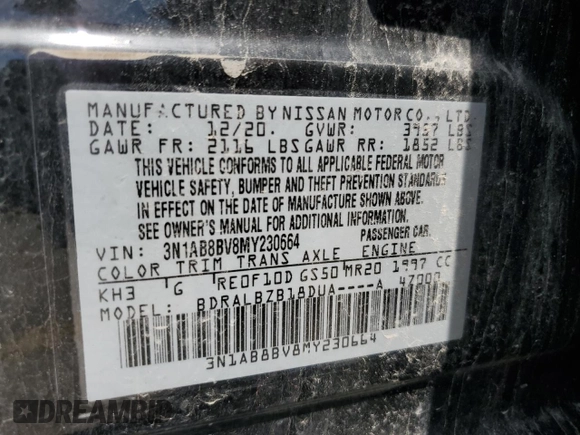 MANUFACTURED BY NISSAN MOTOR CO., LTD.
DATE: 12/20. GVWR: 3957 LBS
GAWR FR: 2116 LBS GAWR RR: 1852 LBS
THIS VEHICLE CONFORMS TO ALL APPLICABLE FEDERAL MOTOR
VEHICLE SAFETY, BUMPER AND THEFT PREVENTION STANDARDS
IN EFFECT ON THE DATE OF MANUFACTURE SHOWN ABOVE.
SEE OWNER'S MANUAL FOR ADDITIONAL INFORMATION.
VIN: 3N1AB8BV8MY230664 PASSENGER CAR.
COLOR TRIM TRANS AXLE ENGINE
KH3 G RE0F10D GS50 MR20 1997 CC
MODEL: BDRALBZB18DUA----A 47000
3N1AB8BV8MY230664
DREAMBID